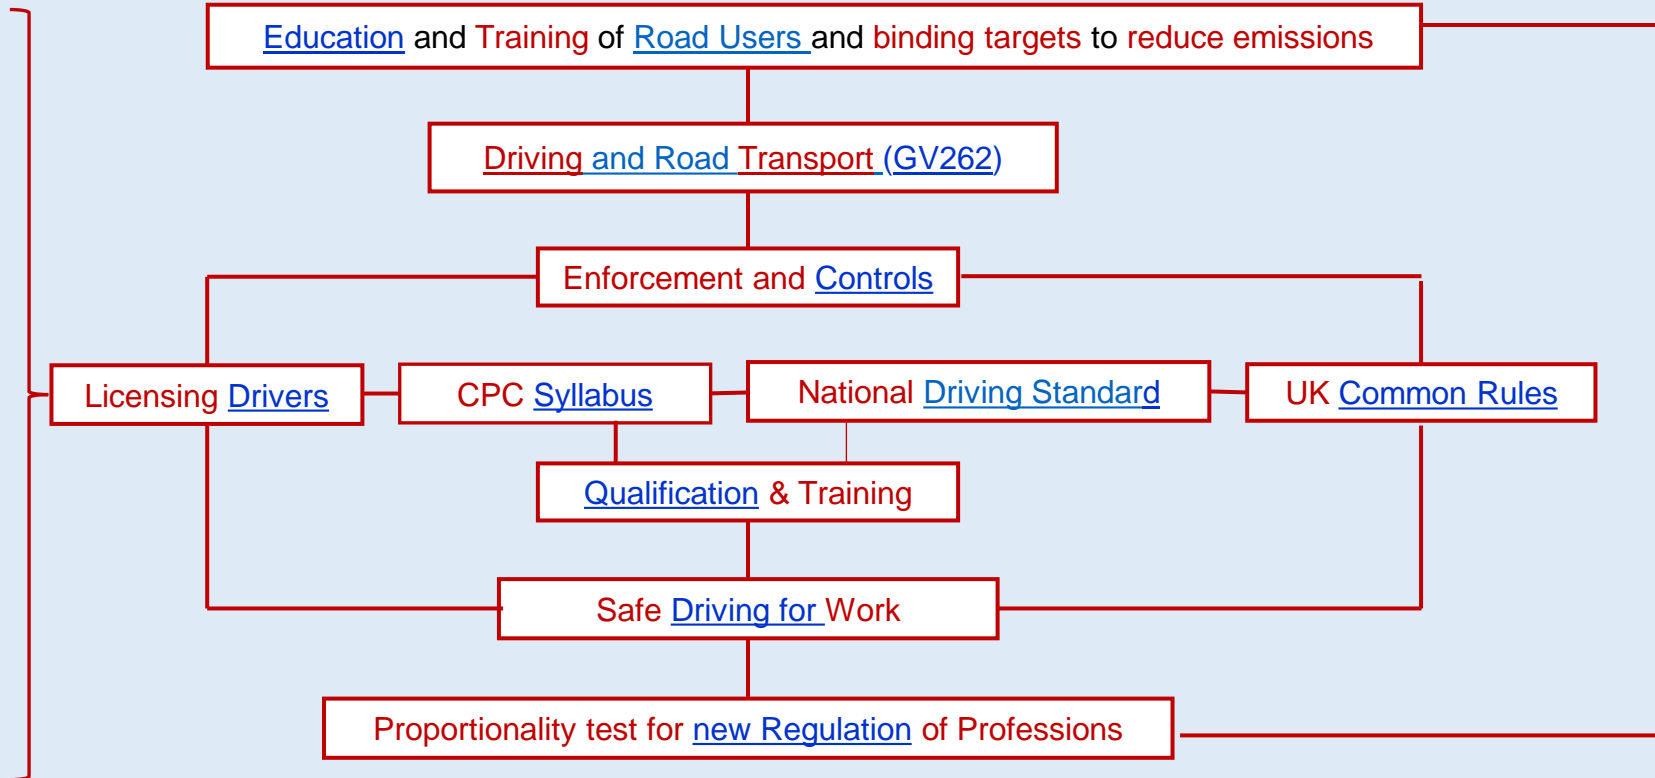 Education and Training of Road Users and binding targets to reduce emissions
Driving and Road Transport (GV262)
Enforcement and Controls
Licensing Drivers
CPC Syllabus
National Driving Standard
UK Common Rules
Qualification & Training
Safe Driving for Work
Proportionality test for new Regulation of Professions